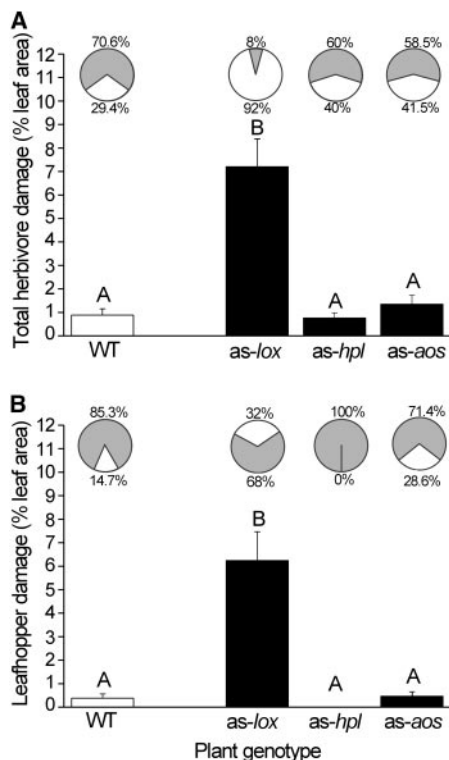 A
Total herbivore damage (% leaf area)
12
11
10
9
8
7
6
5
4
3
2
1
0
70.6%
29.4%
8%
92%
60%
40%
58.5%
41.5%
A
B
A
A
WT
as-lox
as-hpl
as-aos
B
Leafhopper damage (% leaf area)
12
11
10
9
8
7
6
5
4
3
2
1
0
85.3%
14.7%
32%
68%
100%
0%
71.4%
28.6%
A
B
A
A
WT
as-lox
as-hpl
as-aos
Plant genotype